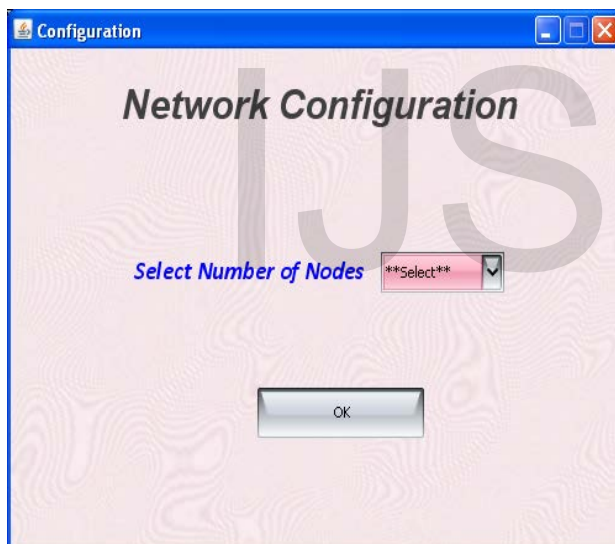 Configuration
Network Configuration
IJS
Select Number of Nodes **Select**
OK